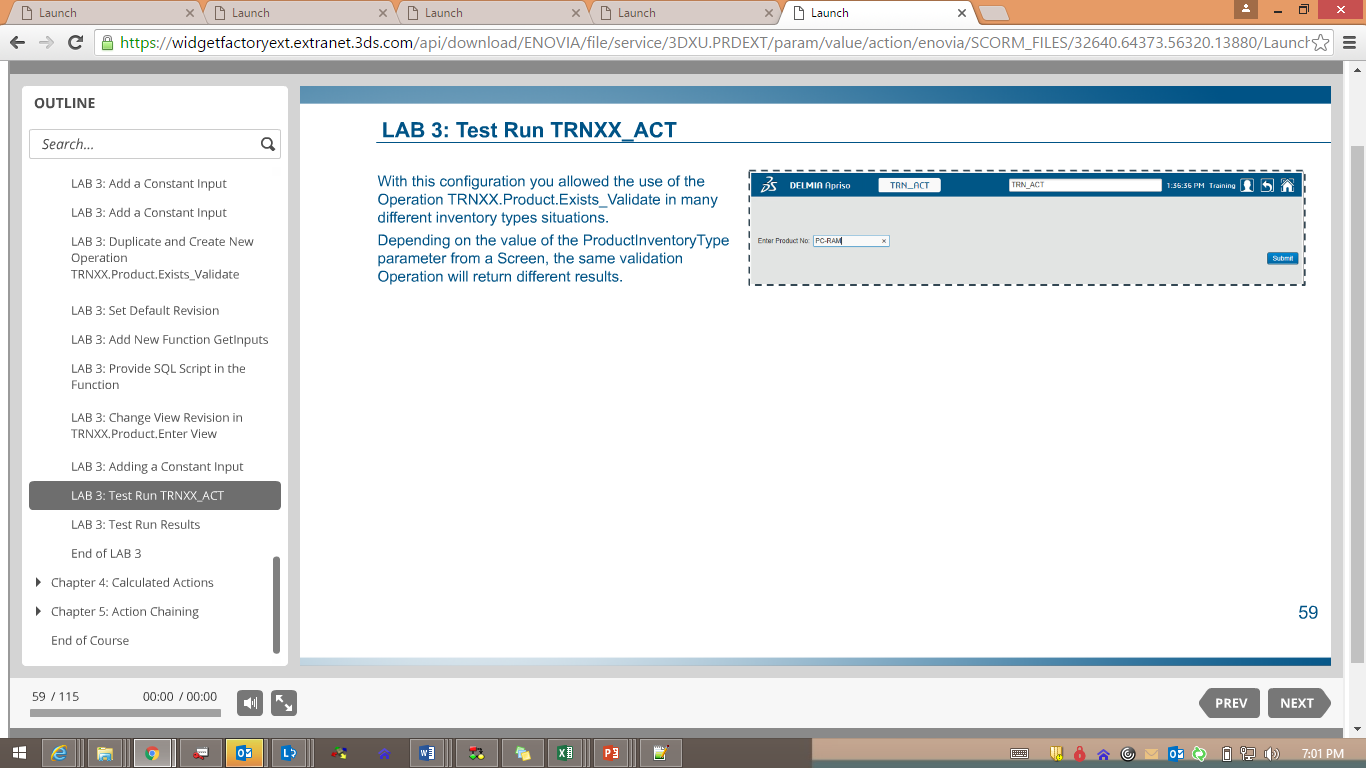 Launch
Launch
Launch
Launch
Launch
https://widgetfactoryext.extranet.3ds.com/api/download/ENOVIA/file/service/3DXU.PRDEXT/param/value/action/enovia/SCORM_FILES/32640.64373.56320.13880/Launch
OUTLINE
Search...
LAB 3: Add a Constant Input
LAB 3: Add a Constant Input
LAB 3: Duplicate and Create New
Operation
TRNXX.Product.Exists_Validate
LAB 3: Set Default Revision
LAB 3: Add New Function GetInputs
LAB 3: Provide SQL Script in the
Function
LAB 3: Change View Revision in
TRNXX.Product.Enter View
LAB 3: Adding a Constant Input
LAB 3: Test Run TRNXX_ACT
LAB 3: Test Run Results
End of LAB 3
Chapter 4: Calculated Actions
Chapter 5: Action Chaining
End of Course
LAB 3: Test Run TRNXX_ACT
With this configuration you allowed the use of the
Operation TRNXX.Product.Exists_Validate in many
different inventory types situations.
Depending on the value of the ProductInventoryType
parameter from a Screen, the same validation
Operation will return different results.
DELMIA Apriso
TRN_ACT
TRN_ACT
1:36:36 PM Training
Enter Product No: PC-RAM
Submit
59
59 / 115
00:00 / 00:00
PREV
NEXT
7:01 PM